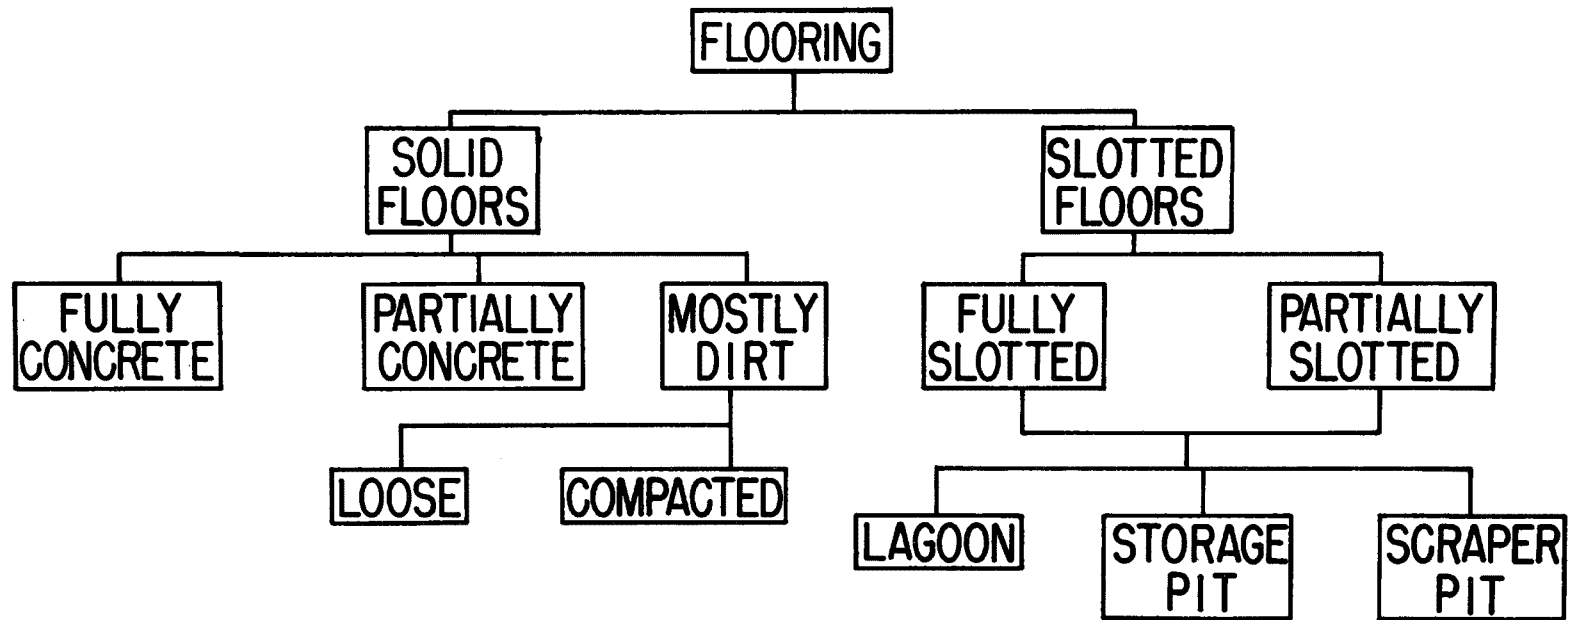 FLOORING
SOLID
FLOORS
SLOTTED
FLOORS
FULLY
CONCRETE
PARTIALLY
CONCRETE
MOSTLY
DIRT
FULLY
SLOTTED
PARTIALLY
SLOTTED
LOOSE
COMPACTED
LAGOON
STORAGE
PIT
SCRAPER
PIT